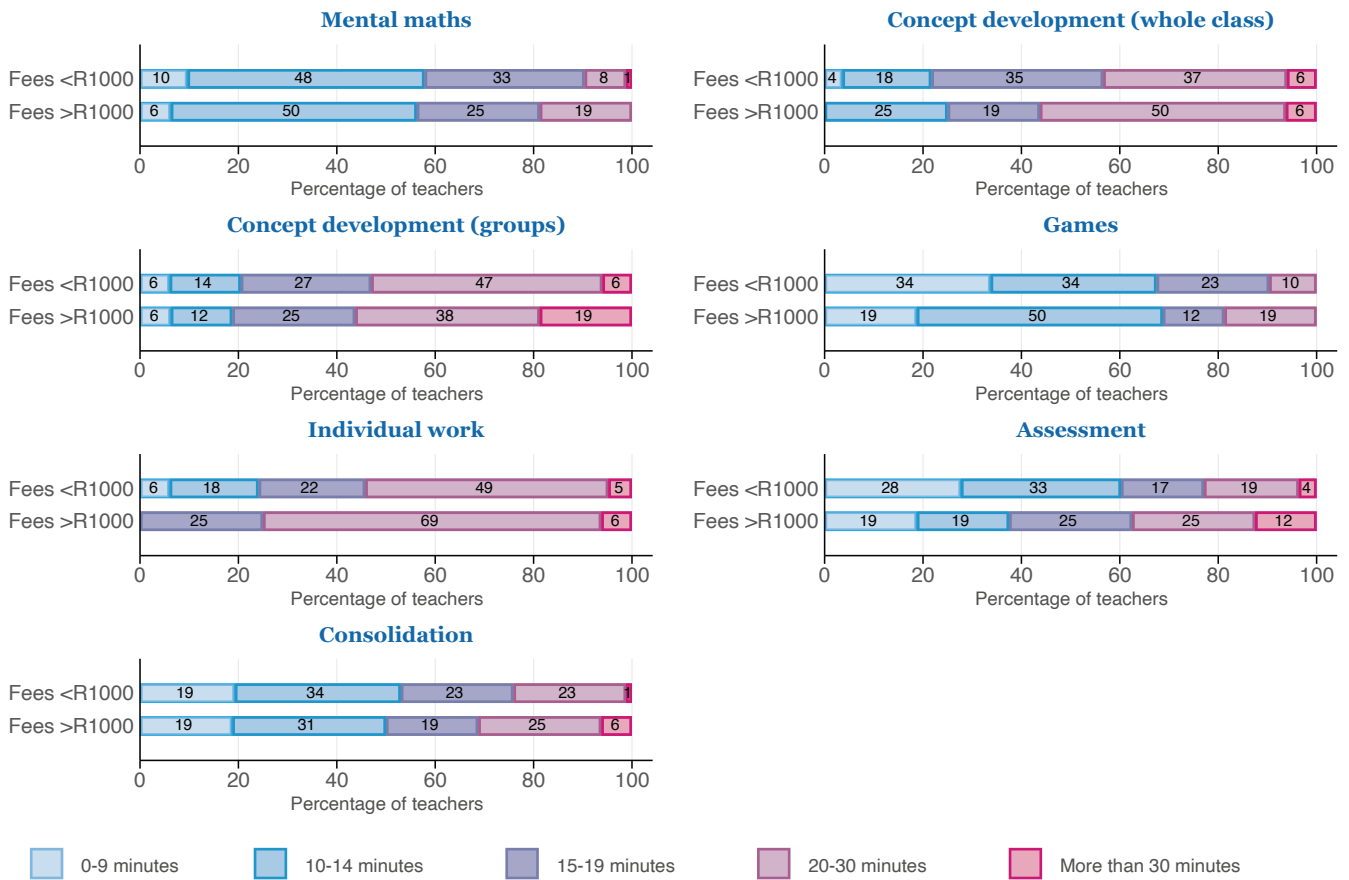 Mental maths
Fees <R1000 10 48 33 8 1
Fees >R1000 6 50 25 19
0 20 40 60 80 100
Percentage of teachers
Concept development (whole class)
Fees <R1000 4 18 35 37 6
Fees >R1000 25 19 50 6
0 20 40 60 80 100
Percentage of teachers
Concept development (groups)
Fees <R1000 6 14 27 47 6
Fees >R1000 6 12 25 38 19
0 20 40 60 80 100
Percentage of teachers
Games
Fees <R1000 34 34 23 10
Fees >R1000 19 50 12 19
0 20 40 60 80 100
Percentage of teachers
Individual work
Fees <R1000 6 18 22 49 5
Fees >R1000 25 69 6
0 20 40 60 80 100
Percentage of teachers
Assessment
Fees <R1000 28 33 17 19 4
Fees >R1000 19 19 25 25 12
0 20 40 60 80 100
Percentage of teachers
Consolidation
Fees <R1000 19 34 23 23 1
Fees >R1000 19 31 19 25 6
0 20 40 60 80 100
Percentage of teachers
0-9 minutes 10-14 minutes 15-19 minutes 20-30 minutes More than 30 minutes